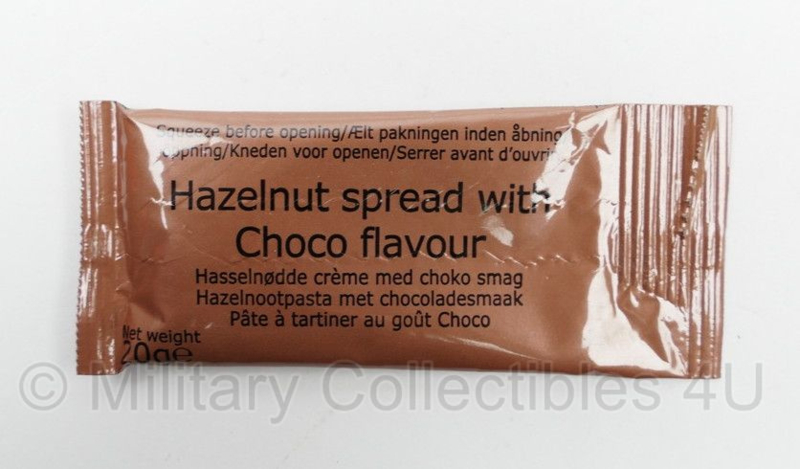 Squeeze before opening/Ælt pakningen inden åbning
/Kneden voor openen/Serrer avant d'ouvrir
Hazelnut spread with
Choco flavour
Hasselnødde crème med choko smag
Hazelnootpasta met chocoladesmaak
Pâte à tartiner au goût Choco
Net weight
20g℮
© Military Collectibles 4U